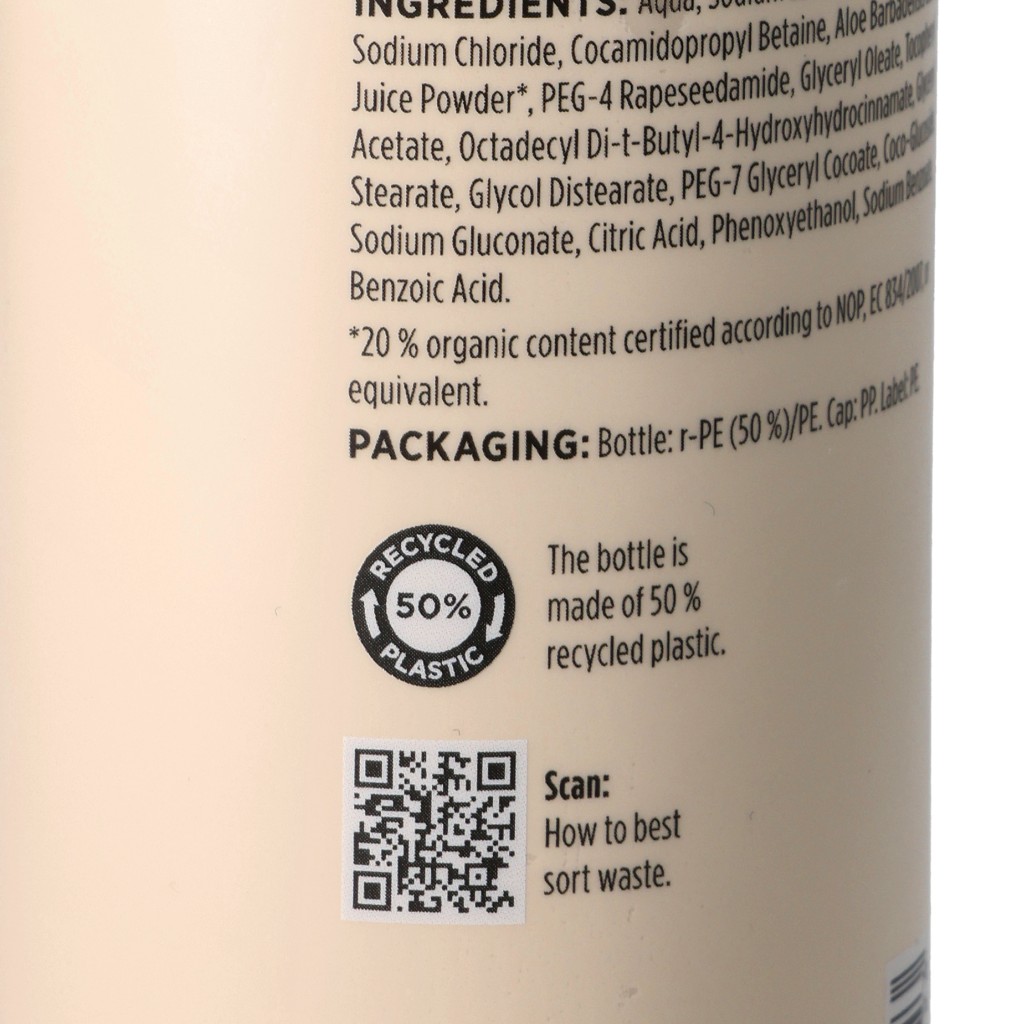 INGREDIENTS: Aqua,
Sodium Chloride, Cocamidopropyl Betaine, Aloe
Juice Powder*, PEG-4 Rapeseedamide, Glyceryl Oleate,
Acetate, Octadecyl Di-t-Butyl-4-Hydroxyhydrocinnamate,
Stearate, Glycol Distearate, PEG-7 Glyceryl Cocoate,
Sodium Gluconate, Citric Acid, Phenoxyethanol, Sodium
Benzoic Acid.
*20 % organic content certified according to NOP, EC 834/2007, or
equivalent.
PACKAGING: Bottle: r-PE (50 %)/PE. Cap: PP. Label: PE
RECYCLED
50%
PLASTIC
The bottle is
made of 50 %
recycled plastic.
Scan:
How to best
sort waste.